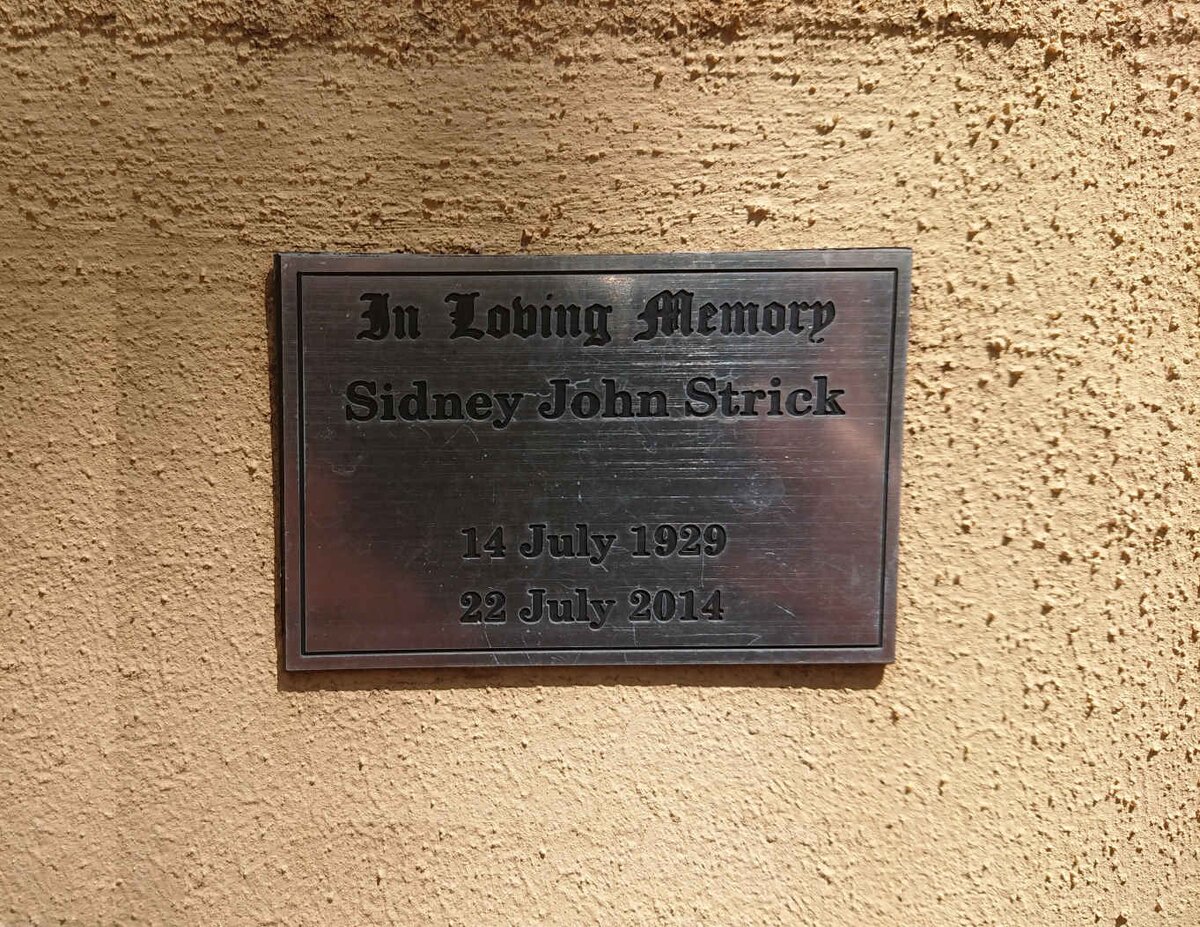 In Loving Memory
Sidney John Strick
14 July 1929
22 July 2014